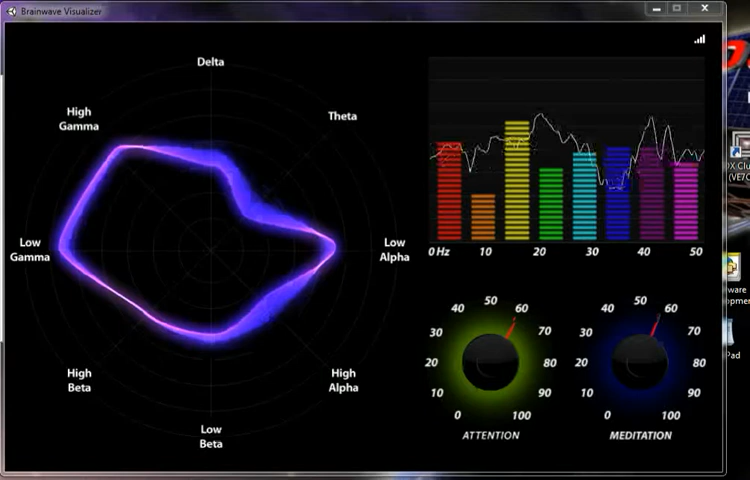 Brainwave Visualizer
Delta
High
Gamma
Theta
Low
Gamma
Low
Alpha
High
Beta
High
Alpha
Low
Beta
0 Hz 10 20 30 40 50
0 10 20 30 40 50 60 70 80 90 100
ATTENTION
0 10 20 30 40 50 60 70 80 90 100
MEDITATION